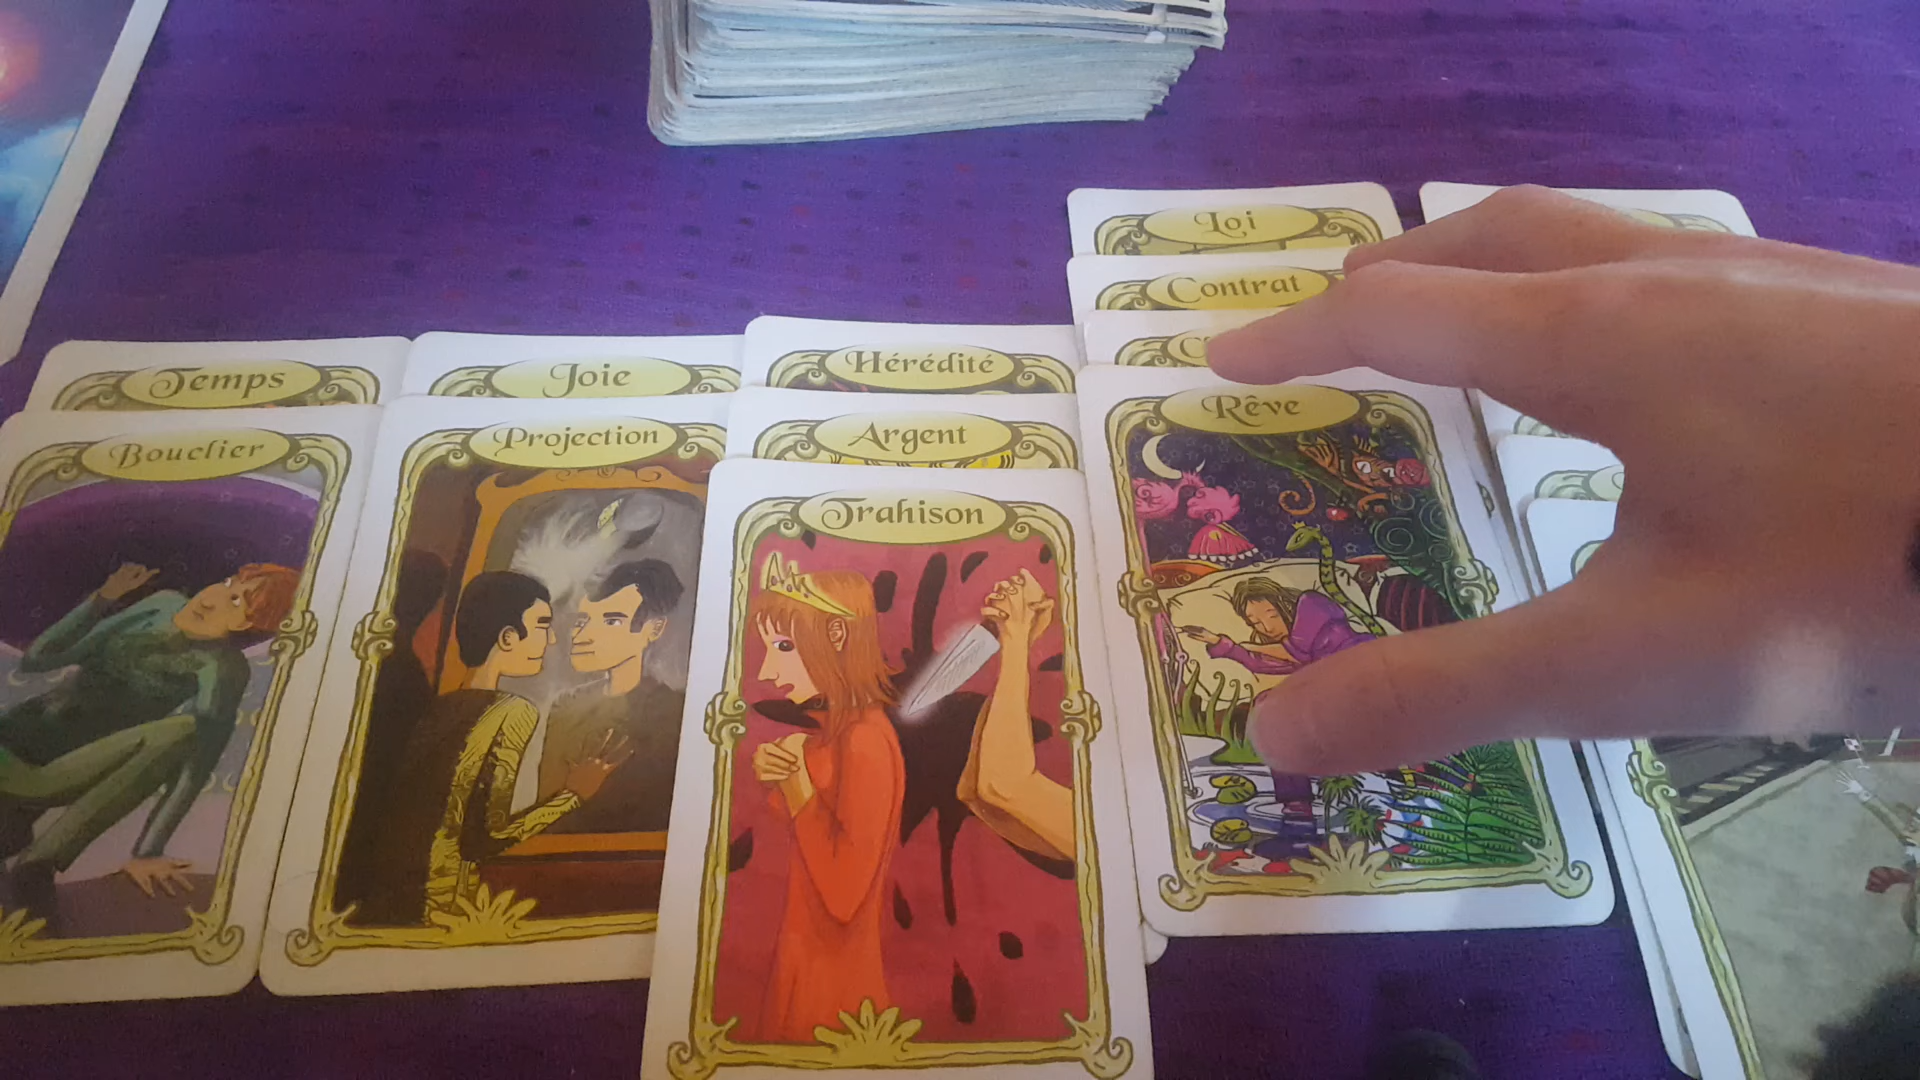 Temps
Bouclier
Joie
Projection
Hérédité
Argent
Trahison
Loi
Contrat
Rêve